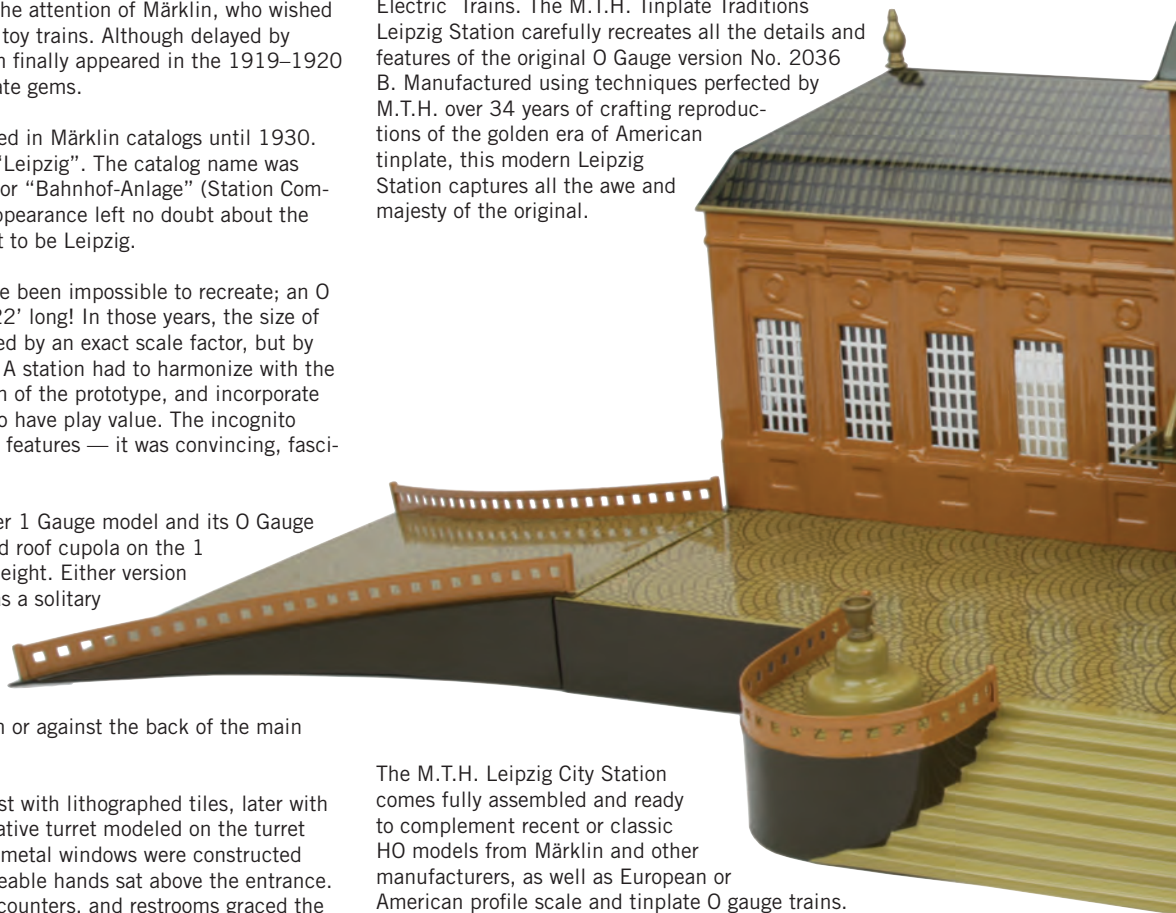 he attention of Märklin, who wished
toy trains. Although delayed by
n finally appeared in the 1919–1920
ate gems.
ed in Märklin catalogs until 1930.
“Leipzig”. The catalog name was
or “Bahnhof-Anlage” (Station Com-
ppearance left no doubt about the
t to be Leipzig.
e been impossible to recreate; an O
22’ long! In those years, the size of
ed by an exact scale factor, but by
A station had to harmonize with the
n of the prototype, and incorporate
o have play value. The incognito
features — it was convincing, fasci-
er 1 Gauge model and its O Gauge
d roof cupola on the 1
eight. Either version
as a solitary
n or against the back of the main
st with lithographed tiles, later with
ative turret modeled on the turret
metal windows were constructed
eable hands sat above the entrance.
counters, and restrooms graced the
Electric Trains. The M.T.H. Tinplate Traditions
Leipzig Station carefully recreates all the details and
features of the original O Gauge version No. 2036
B. Manufactured using techniques perfected by
M.T.H. over 34 years of crafting reproduc-
tions of the golden era of American
tinplate, this modern Leipzig
Station captures all the awe and
majesty of the original.
The M.T.H. Leipzig City Station
comes fully assembled and ready
to complement recent or classic
HO models from Märklin and other
manufacturers, as well as European or
American profile scale and tinplate O gauge trains.